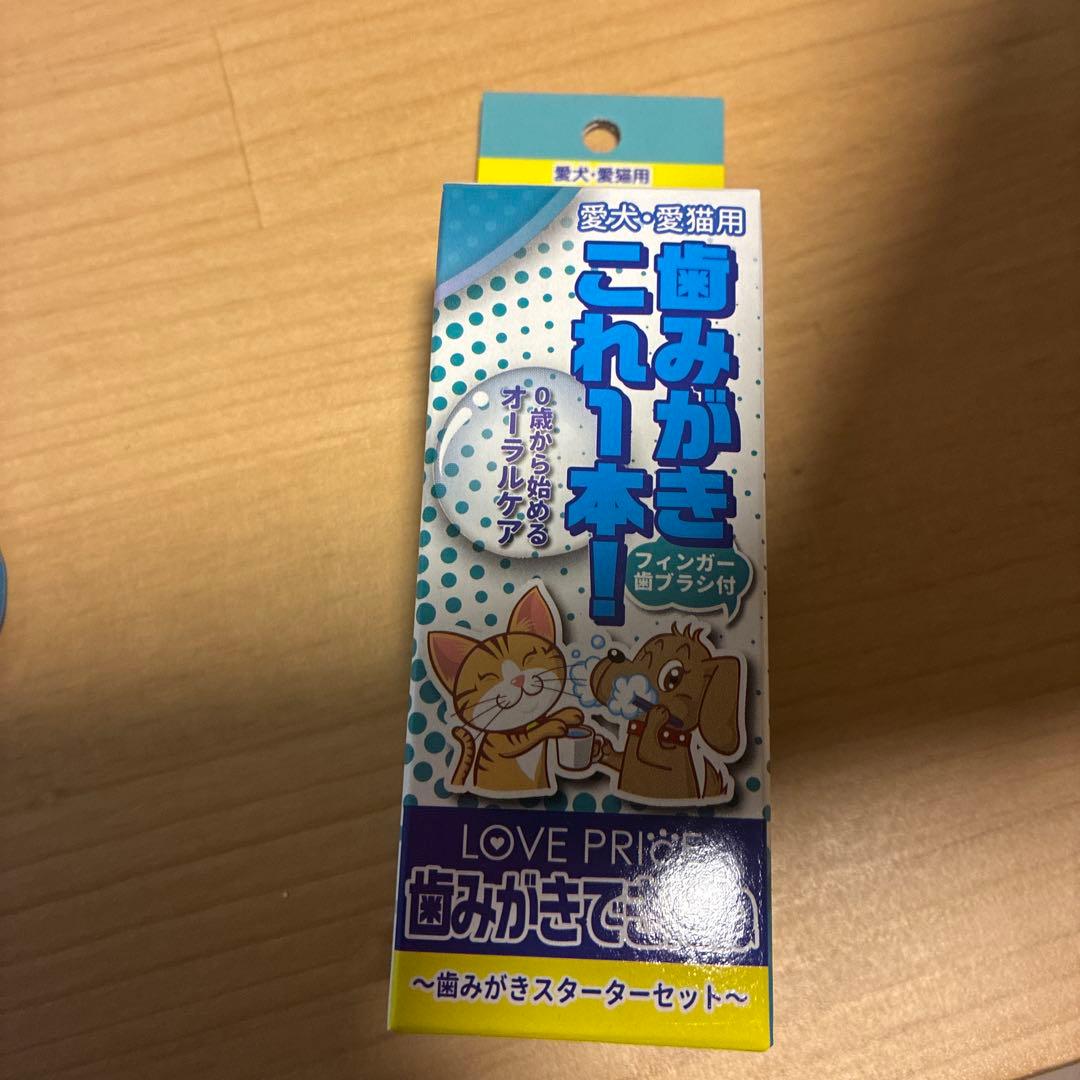 愛犬・愛猫用
愛犬・愛猫用
歯みがき
これ1本!
フィンガー
歯ブラシ付
0歳から始める
オーラルケア
LOVE PRIDE
歯みがきでき
〜歯みがきスターターセット〜